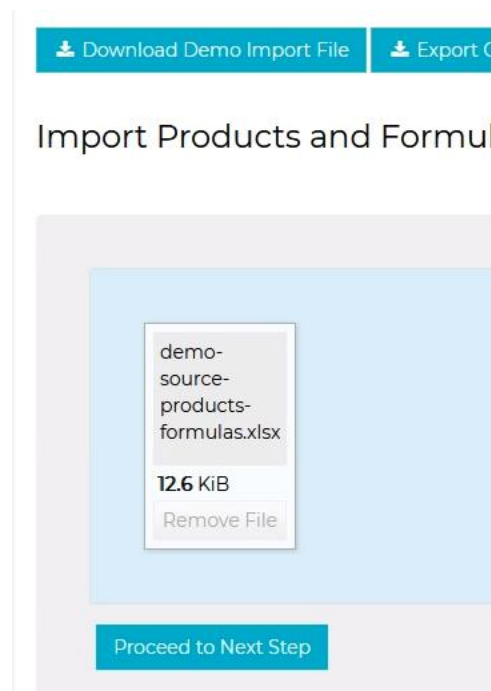 Download Demo Import File
Export
Import Products and
demo-
source-
products-
formulas.xlsx
12.6 KiB
Remove File
Proceed to Next Step